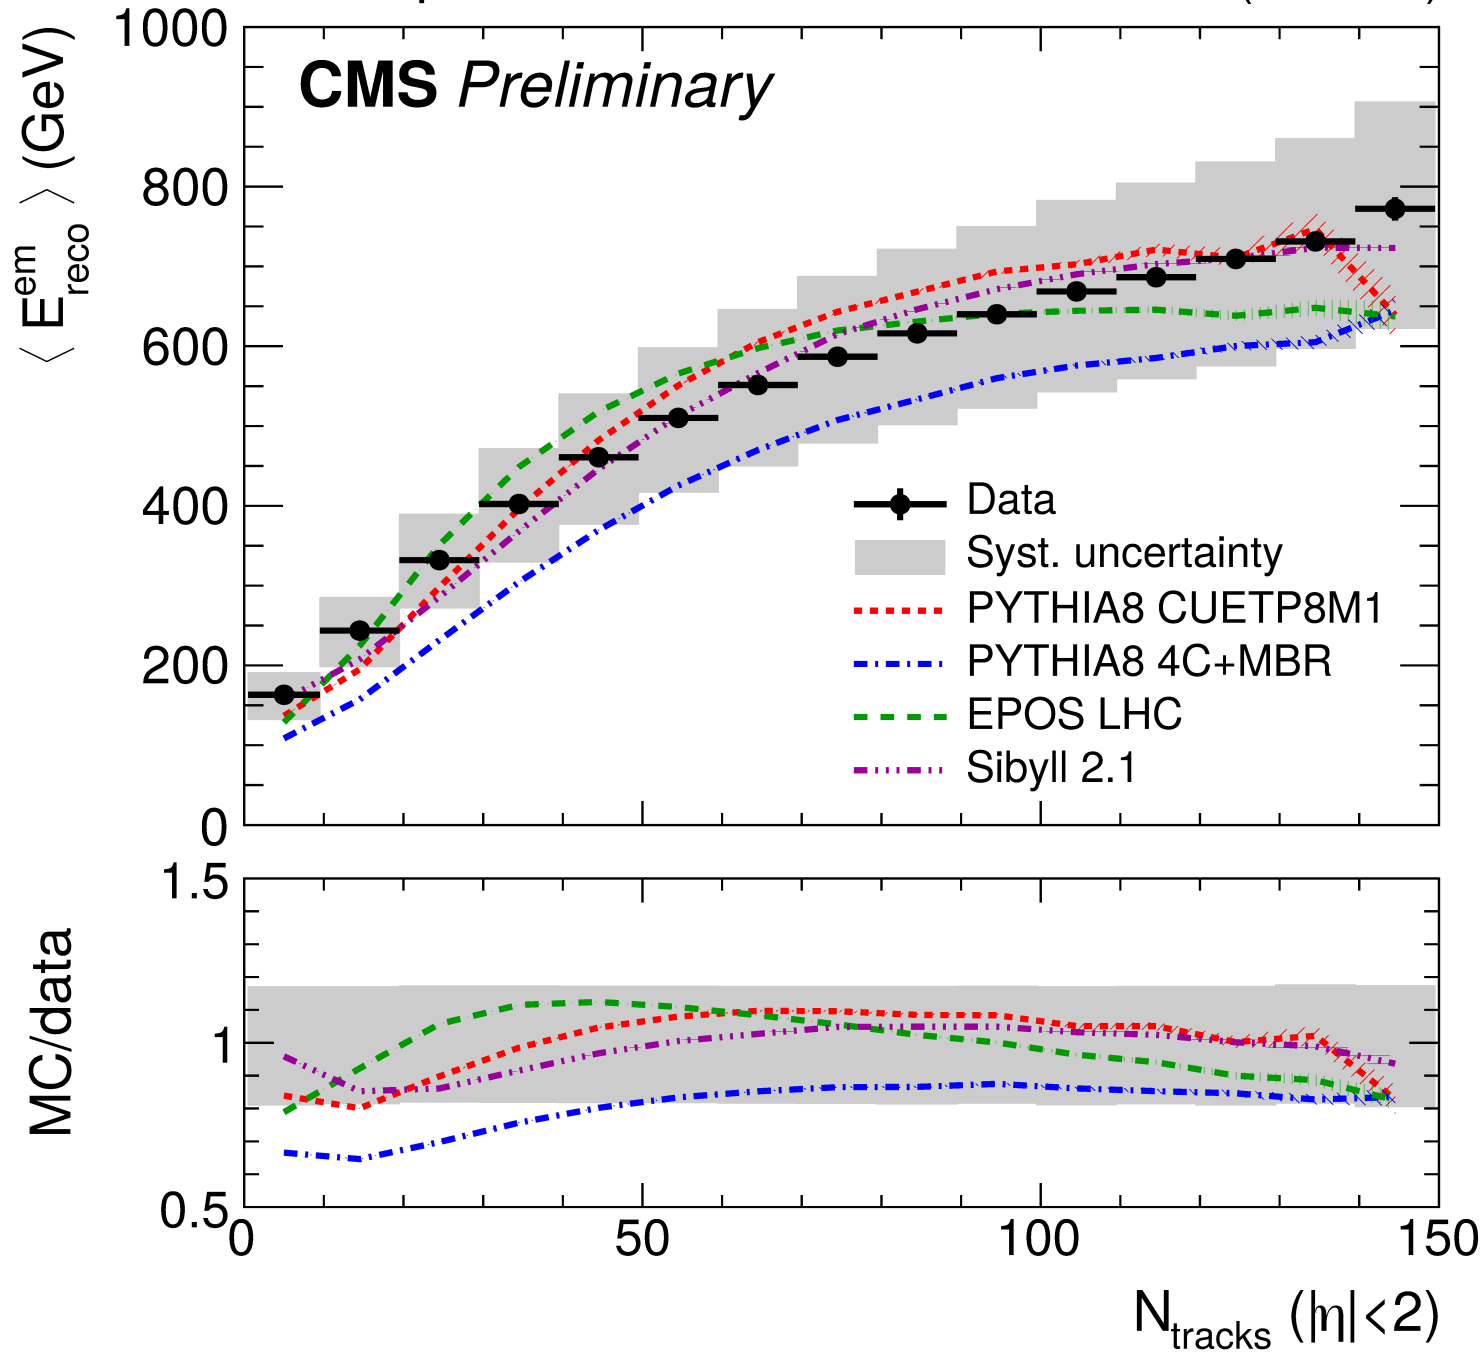 1000
CMS Preliminary
800
600
400
200
0
⟨ E^em_reco ⟩ (GeV)
Data
Syst. uncertainty
PYTHIA8 CUETP8M1
PYTHIA8 4C+MBR
EPOS LHC
Sibyll 2.1
1.5
1
0.5
MC/data
0 50 100 150
N_tracks (|η|<2)